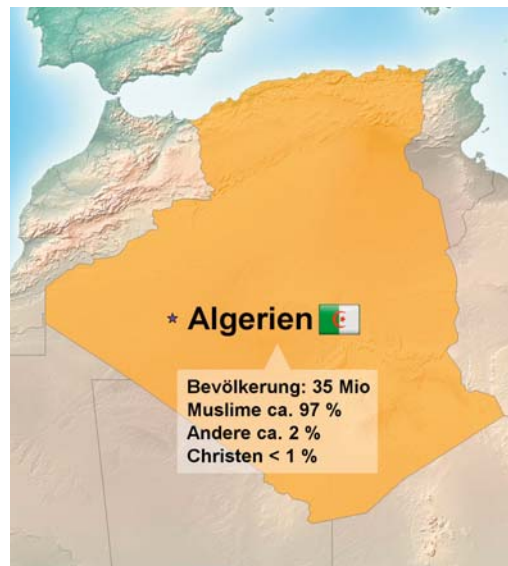 Algerien
Bevölkerung: 35 Mio
Muslime ca. 97 %
Andere ca. 2 %
Christen < 1 %